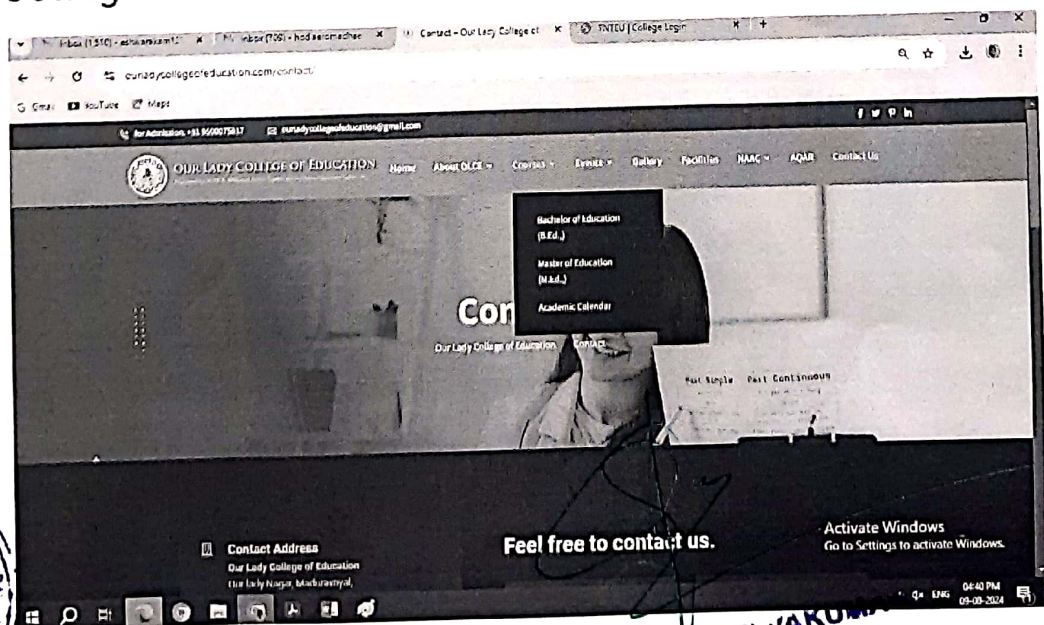 Contact – Our Lady College of
TNTEU | College Login
ourladycollegeofeducation.com/contact/
Gmail YouTube Maps
for Admission: +91 9500075817 ourladycollegeofeducation@gmail.com
OUR LADY COLLEGE OF EDUCATION Home About OLCE Courses Events Gallery Facilities NAAC AQAR Contact Us
Bachelor of Education
(B.Ed.,)
Master of Education
(M.Ed.,)
Academic Calendar
Con
Our Lady College of Education Contact
Past Simple Past Continuous
Contact Address
Our Lady College of Education
Our lady Nagar, Maduravoyal,
Feel free to contact us.
Activate Windows
Go to Settings to activate Windows.
ENG
04:40 PM
09-08-2024